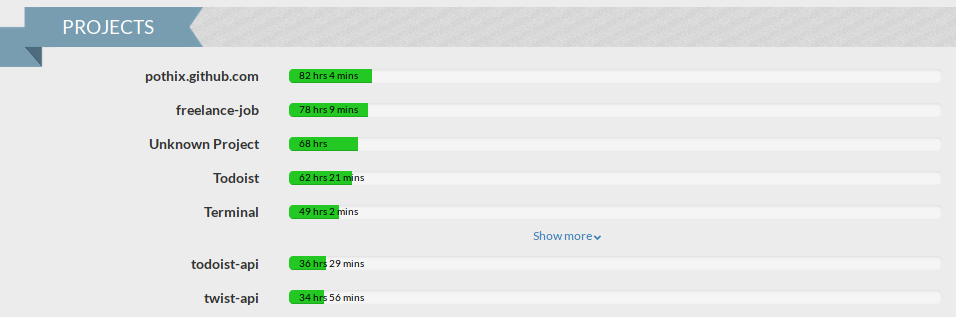 PROJECTS
pothix.github.com 82 hrs 4 mins
freelance-job 78 hrs 9 mins
Unknown Project 68 hrs
Todoist 62 hrs 21 mins
Terminal 49 hrs 2 mins
Show more
todoist-api 36 hrs 29 mins
twist-api 34 hrs 56 mins